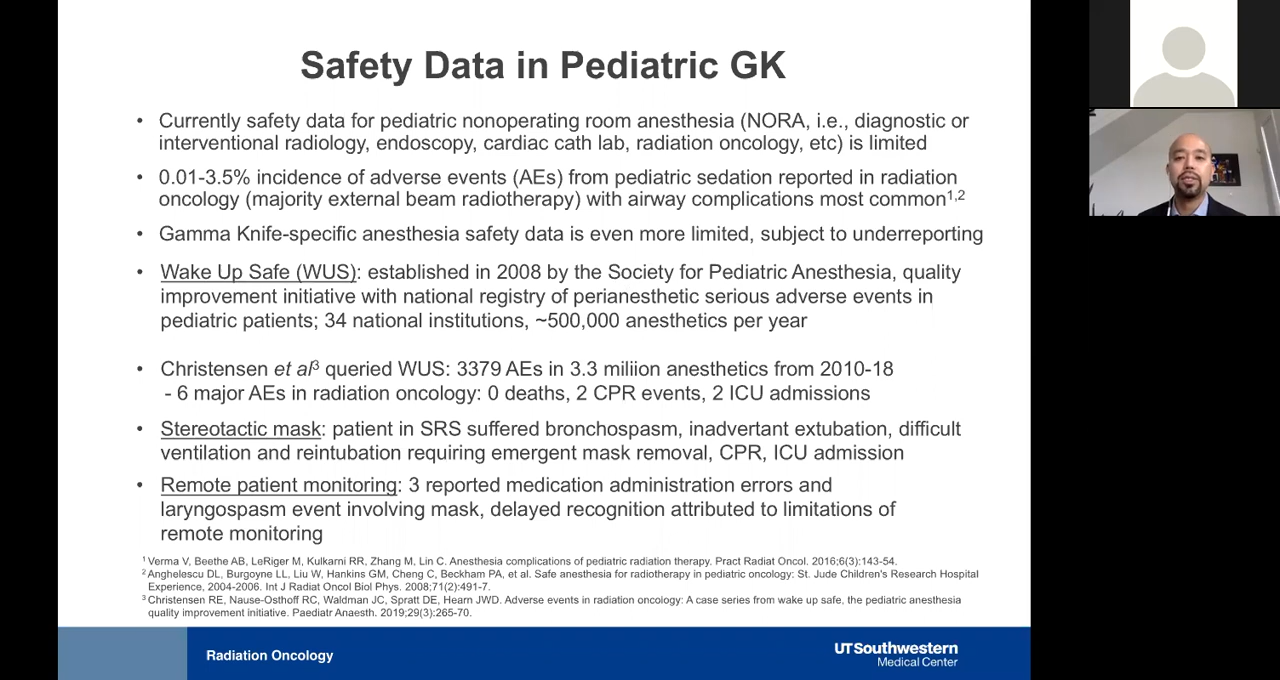 Safety Data in Pediatric GK
• Currently safety data for pediatric nonoperating room anesthesia (NORA, i.e., diagnostic or
interventional radiology, endoscopy, cardiac cath lab, radiation oncology, etc) is limited
• 0.01-3.5% incidence of adverse events (AEs) from pediatric sedation reported in radiation
oncology (majority external beam radiotherapy) with airway complications most common1,2
• Gamma Knife-specific anesthesia safety data is even more limited, subject to underreporting
• Wake Up Safe (WUS): established in 2008 by the Society for Pediatric Anesthesia, quality
improvement initiative with national registry of perianesthetic serious adverse events in
pediatric patients; 34 national institutions, ~500,000 anesthetics per year
• Christensen et al3 queried WUS: 3379 AEs in 3.3 miliion anesthetics from 2010-18
- 6 major AEs in radiation oncology: 0 deaths, 2 CPR events, 2 ICU admissions
• Stereotactic mask: patient in SRS suffered bronchospasm, inadvertant extubation, difficult
ventilation and reintubation requiring emergent mask removal, CPR, ICU admission
• Remote patient monitoring: 3 reported medication administration errors and
laryngospasm event involving mask, delayed recognition attributed to limitations of
remote monitoring
1 Verma V, Beethe AB, LeRiger M, Kulkarni RR, Zhang M, Lin C. Anesthesia complications of pediatric radiation therapy. Pract Radiat Oncol. 2016;6(3):143-54.
2 Anghelescu DL, Burgoyne LL, Liu W, Hankins GM, Cheng C, Beckham PA, et al. Safe anesthesia for radiotherapy in pediatric oncology: St. Jude Children's Research Hospital
Experience, 2004-2006. Int J Radiat Oncol Biol Phys. 2008;71(2):491-7.
3 Christensen RE, Nause-Osthoff RC, Waldman JC, Spratt DE, Hearn JWD. Adverse events in radiation oncology: A case series from wake up safe, the pediatric anesthesia
quality improvement initiative. Paediatr Anaesth. 2019;29(3):265-70.
Radiation Oncology
UTSouthwestern
Medical Center